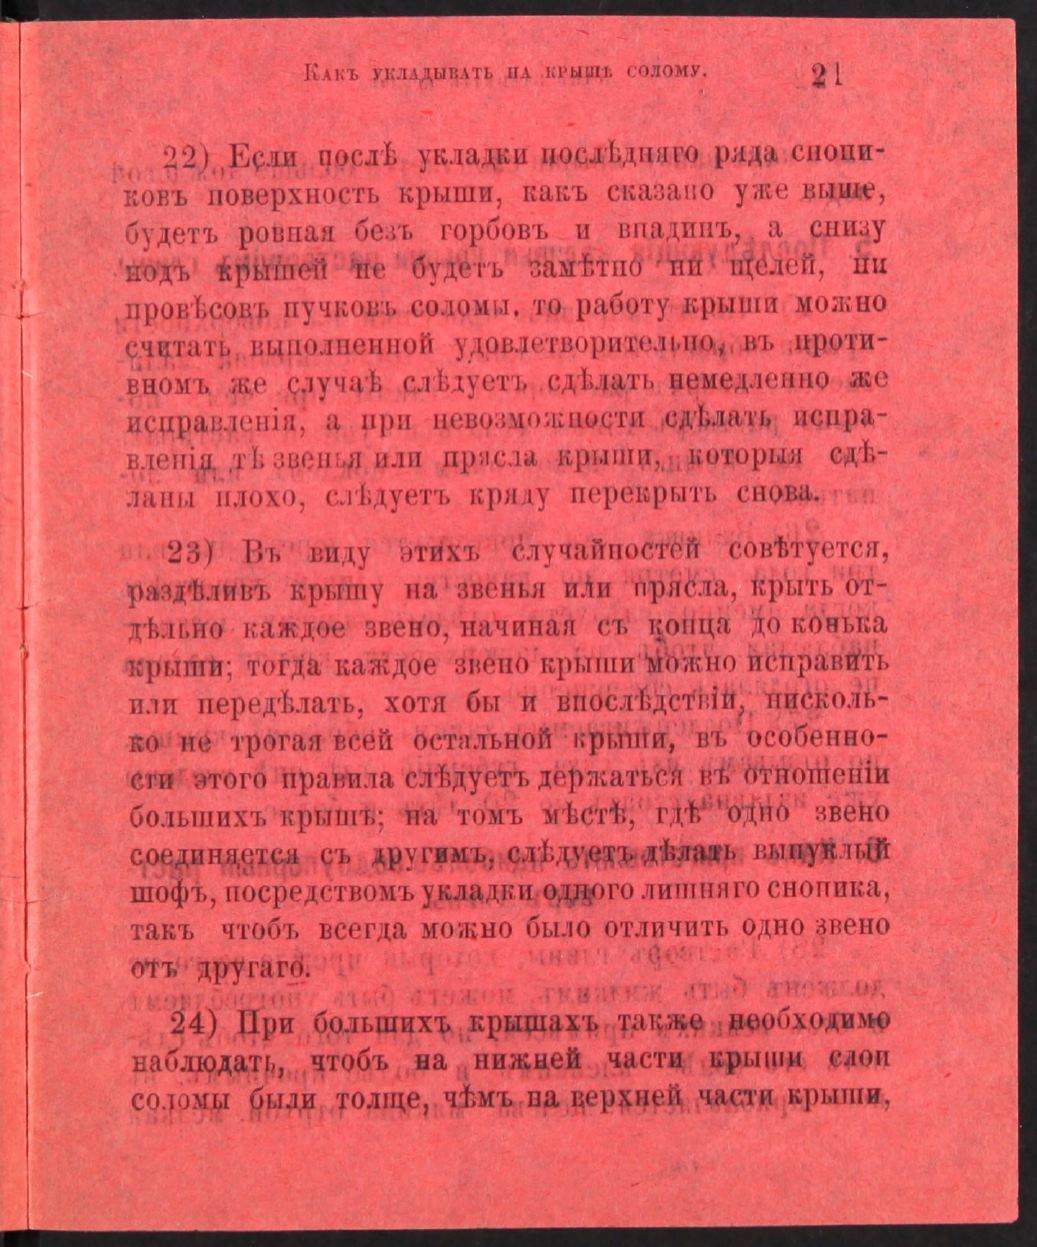 Какъ укладывать на крышѣ солому. 21
22) Если послѣ укладки послѣдняго ряда снопи-
ковъ поверхность крыши, какъ сказано уже выше,
будетъ ровная безъ горбовъ и впадинъ, а снизу
подъ крышей не будетъ замѣтно ни щелей, ни
провѣсовъ пучковъ соломы, то работу крыши можно
считать выполненной удовлетворительно, въ проти-
вномъ же случаѣ слѣдуетъ сдѣлать немедленно же
исправленія, а при невозможности сдѣлать испра-
вленія тѣ звенья или прясла крыши, которыя сдѣ-
ланы плохо, слѣдуетъ кряду перекрыть снова.
23) Въ виду этихъ случайностей совѣтуется,
раздѣливъ крышу на звенья или прясла, крыть от-
дѣльно каждое звено, начиная съ конца до конька
крыши; тогда каждое звено крыши можно исправить
или передѣлать, хотя бы и впослѣдствіи, нисколь-
ко не трогая всей остальной крыши, въ особенно-
сти этого правила слѣдуетъ держаться въ отношеніи
большихъ крышъ; на томъ мѣстѣ, гдѣ одно звено
соединяется съ другимъ, слѣдуетъ дѣлать выпуклый
шофъ, посредствомъ укладки одного лишняго снопика,
такъ чтобъ всегда можно было отличить одно звено
отъ другаго.
24) При большихъ крышахъ также необходимо
наблюдать, чтобъ на нижней части крыши слои
соломы были толще, чѣмъ на верхней части крыши,